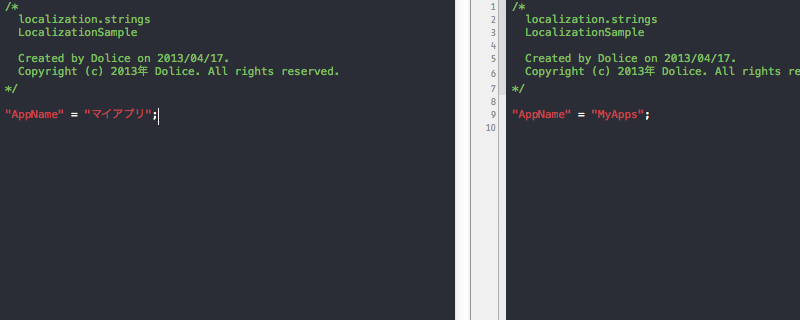 /*
localization.strings
LocalizationSample
Created by Dolice on 2013/04/17.
Copyright (c) 2013年 Dolice. All rights reserved.
*/
"AppName" = "マイアプリ";
1 /*
2 localization.strings
3 LocalizationSample
4
5 Created by Dolice on 2013/04/17.
6 Copyright (c) 2013年 Dolice. All rights
7 */
8
9 "AppName" = "MyApps";
10